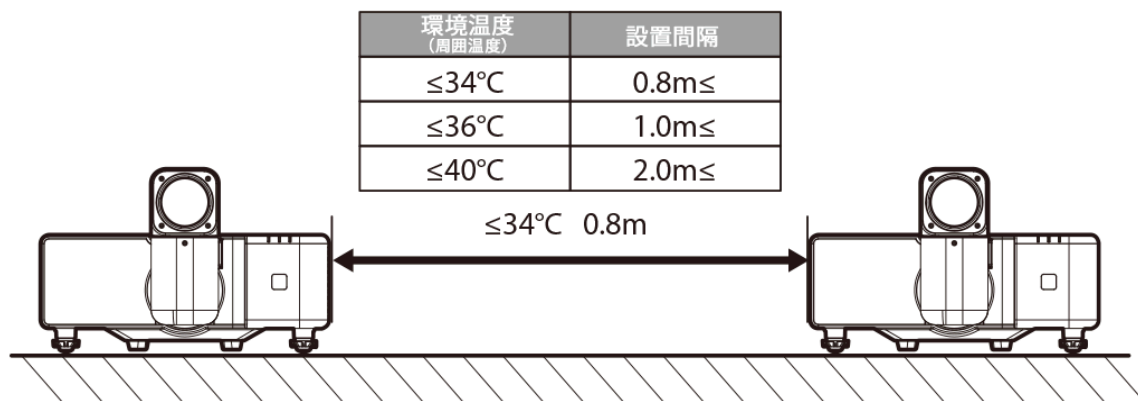 環境温度
(周囲温度)
設置間隔
≤34℃ 0.8m≤
≤36℃ 1.0m≤
≤40℃ 2.0m≤
≤34℃ 0.8m